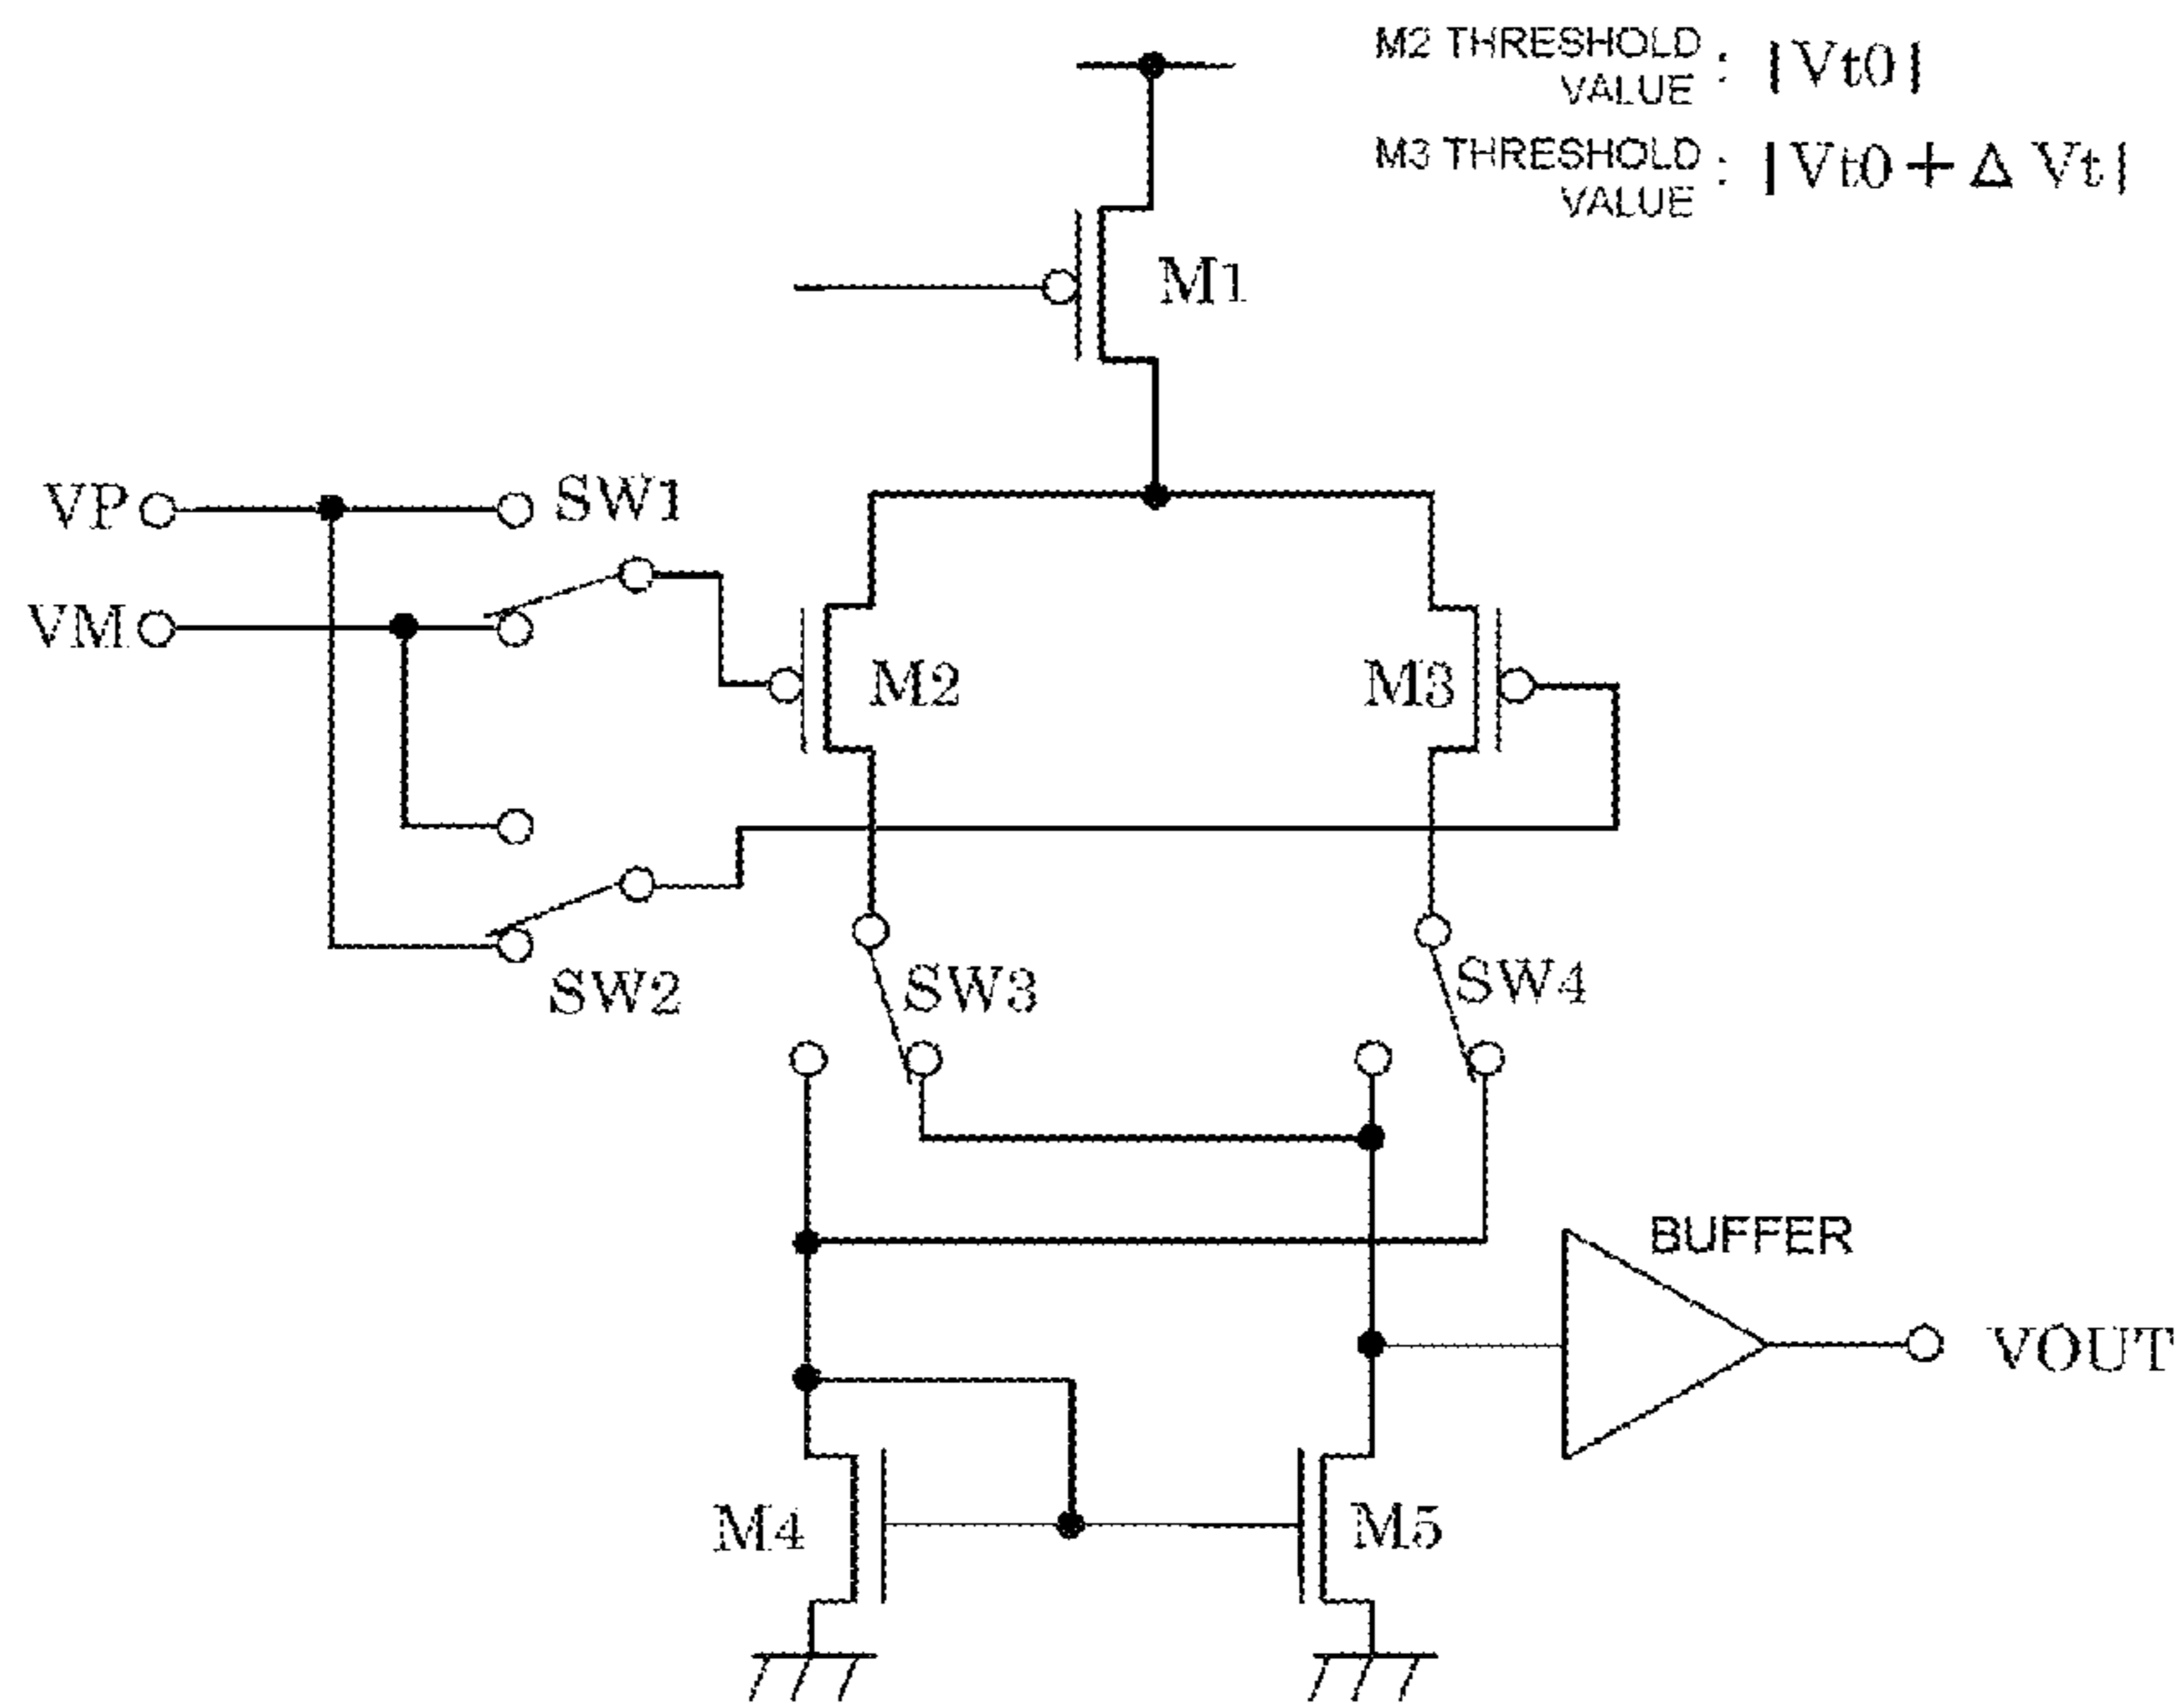 M2 THRESHOLD VALUE : |Vt0|
M3 THRESHOLD VALUE : |Vt0 + Δ Vt|
M1
VP
SW1
VM
M2
M3
SW2
SW3
SW4
BUFFER
VOUT
M4
M5